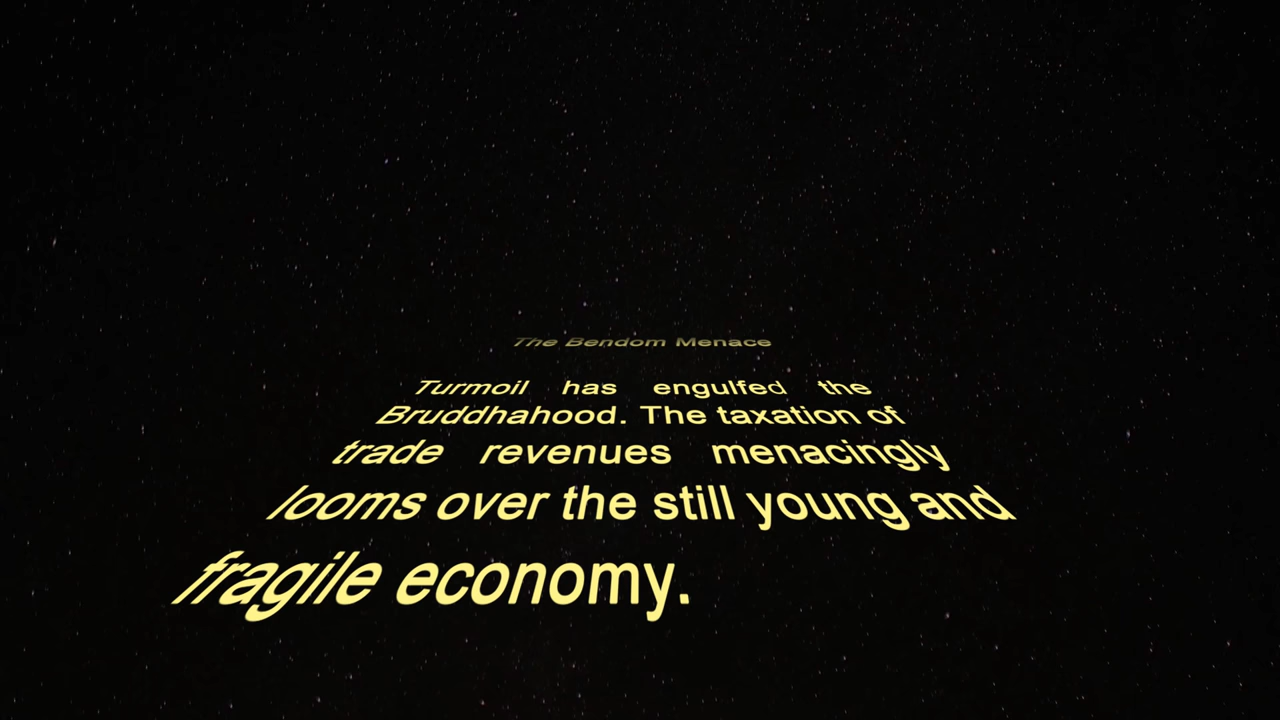 The Bendom Menace
Turmoil has engulfed the
Bruddhahood. The taxation of
trade revenues menacingly
looms over the still young and
fragile economy.